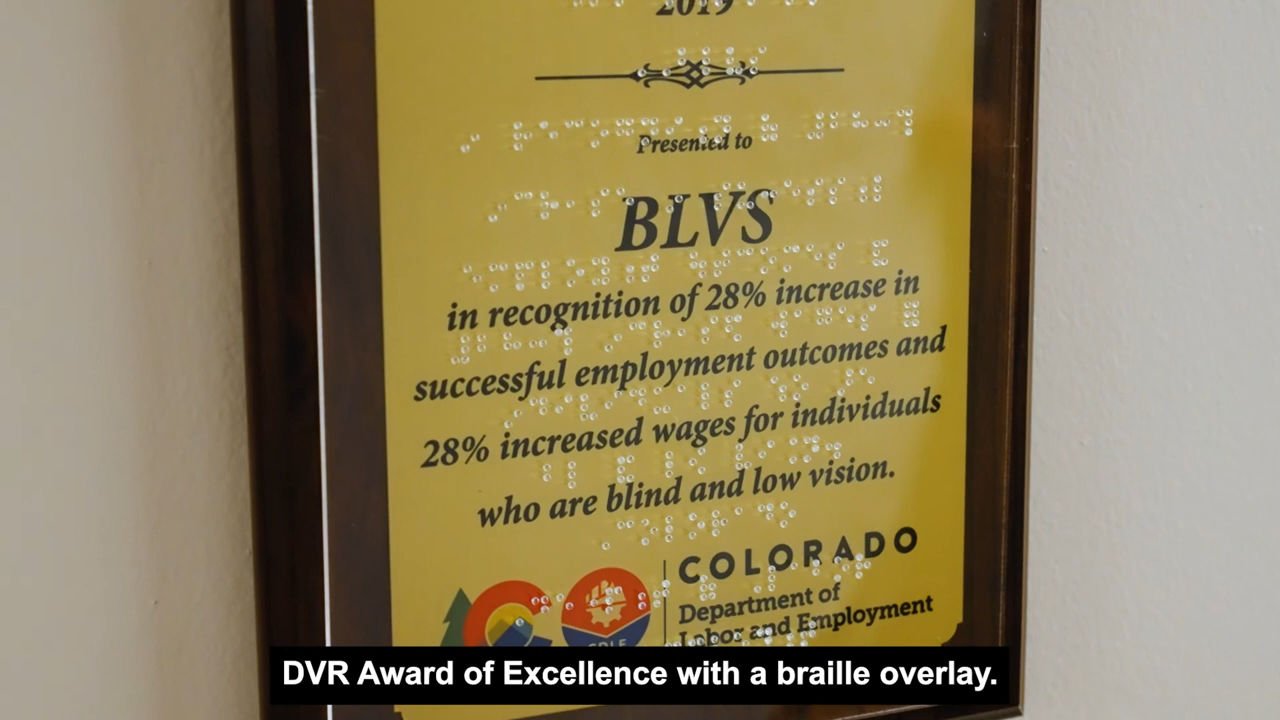 2019
Presented to
BLVS
in recognition of 28% increase in
successful employment outcomes and
28% increased wages for individuals
who are blind and low vision.
COLORADO
Department of
Labor and Employment
CDLE
DVR Award of Excellence with a braille overlay.